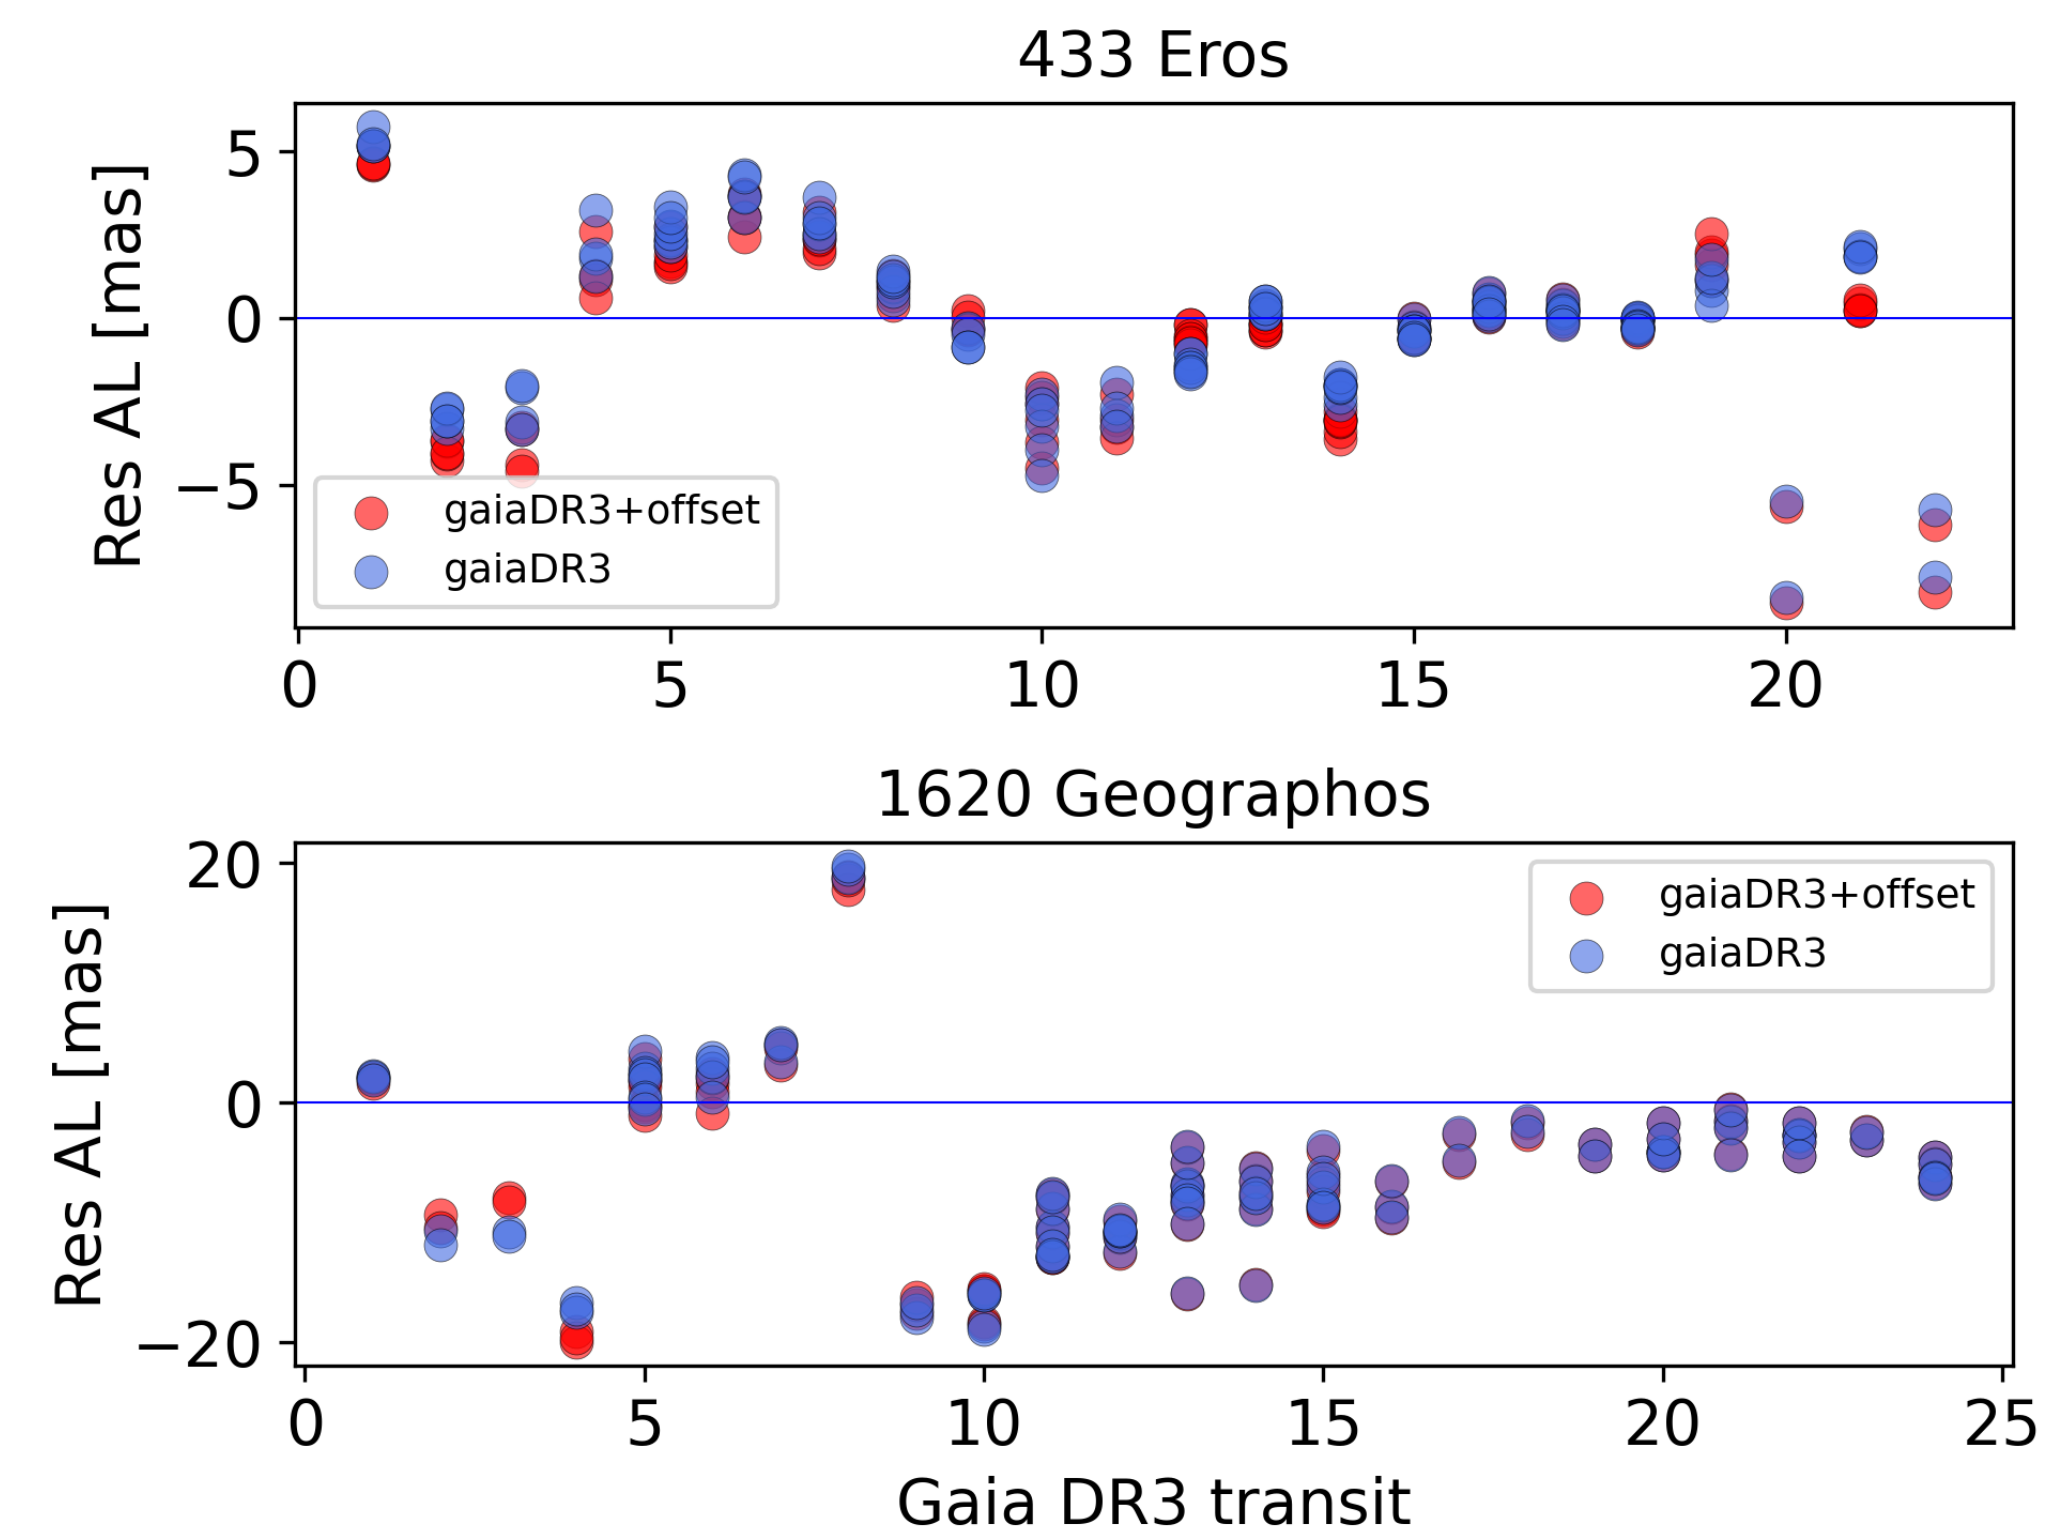 433 Eros
Res AL [mas]
5
0
−5
gaiaDR3+offset
gaiaDR3
0 5 10 15 20
1620 Geographos
Res AL [mas]
20
0
−20
gaiaDR3+offset
gaiaDR3
0 5 10 15 20 25
Gaia DR3 transit